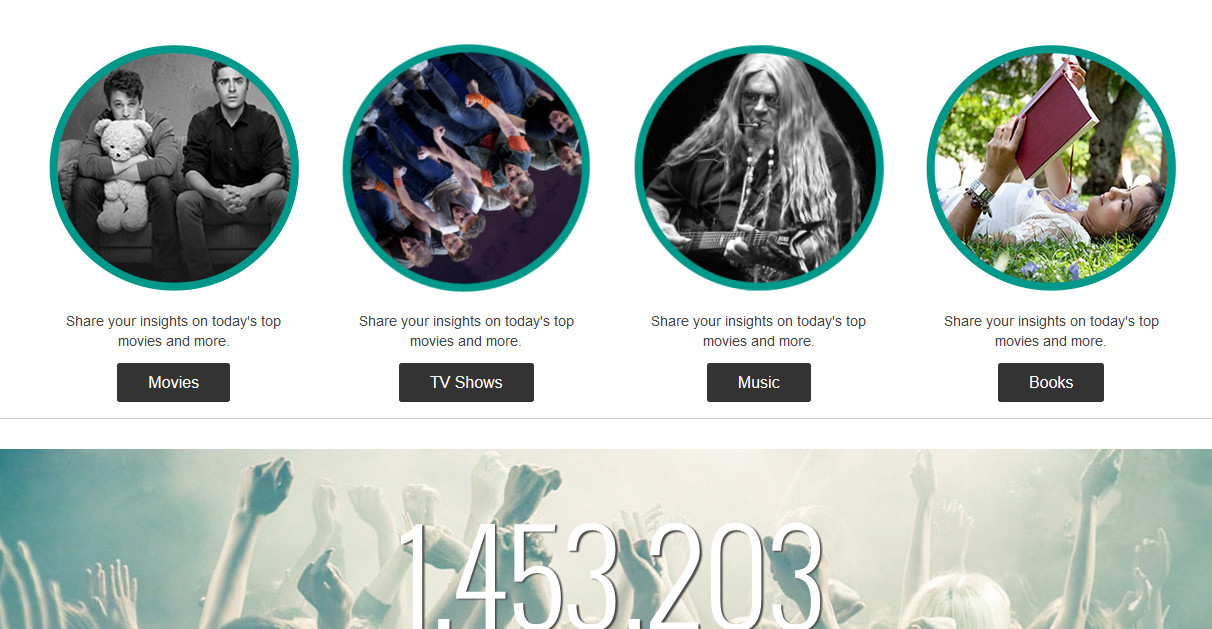 Share your insights on today's top
movies and more.
Movies
Share your insights on today's top
movies and more.
TV Shows
Share your insights on today's top
movies and more.
Music
Share your insights on today's top
movies and more.
Books
1,453,203